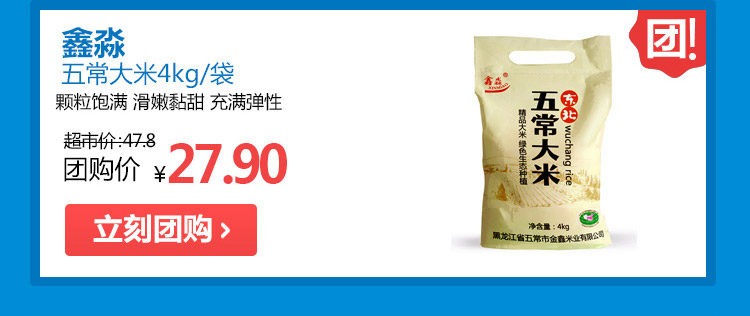 鑫淼
五常大米4kg/袋
颗粒饱满 滑嫩黏甜 充满弹性
超市价:47.8
团购价 ¥27.90
立刻团购 ›
团!
鑫淼
东北
五常大米
wuchang rice
精品大米 绿色生态种植
净含量：4kg
黑龙江省五常市金鑫米业有限公司